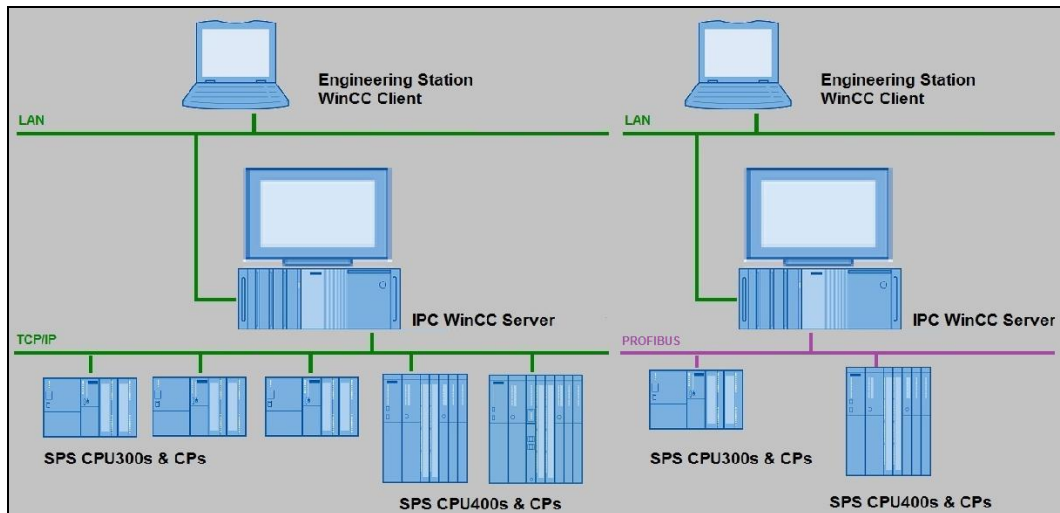 Engineering Station
WinCC Client
LAN
IPC WinCC Server
TCP/IP
SPS CPU300s & CPs
SPS CPU400s & CPs
Engineering Station
WinCC Client
LAN
IPC WinCC Server
PROFIBUS
SPS CPU300s & CPs
SPS CPU400s & CPs